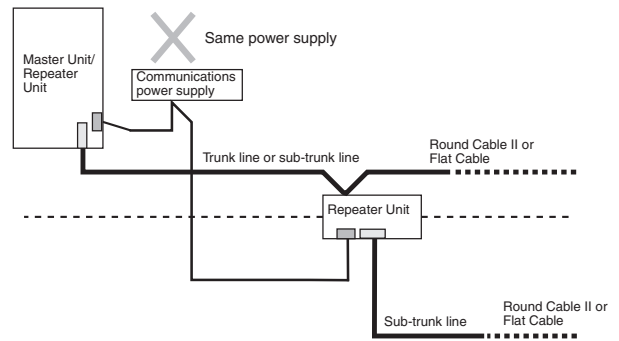 Same power supply
Master Unit/
Repeater
Unit
Communications
power supply
Trunk line or sub-trunk line
Round Cable II or
Flat Cable
Repeater Unit
Sub-trunk line
Round Cable II or
Flat Cable